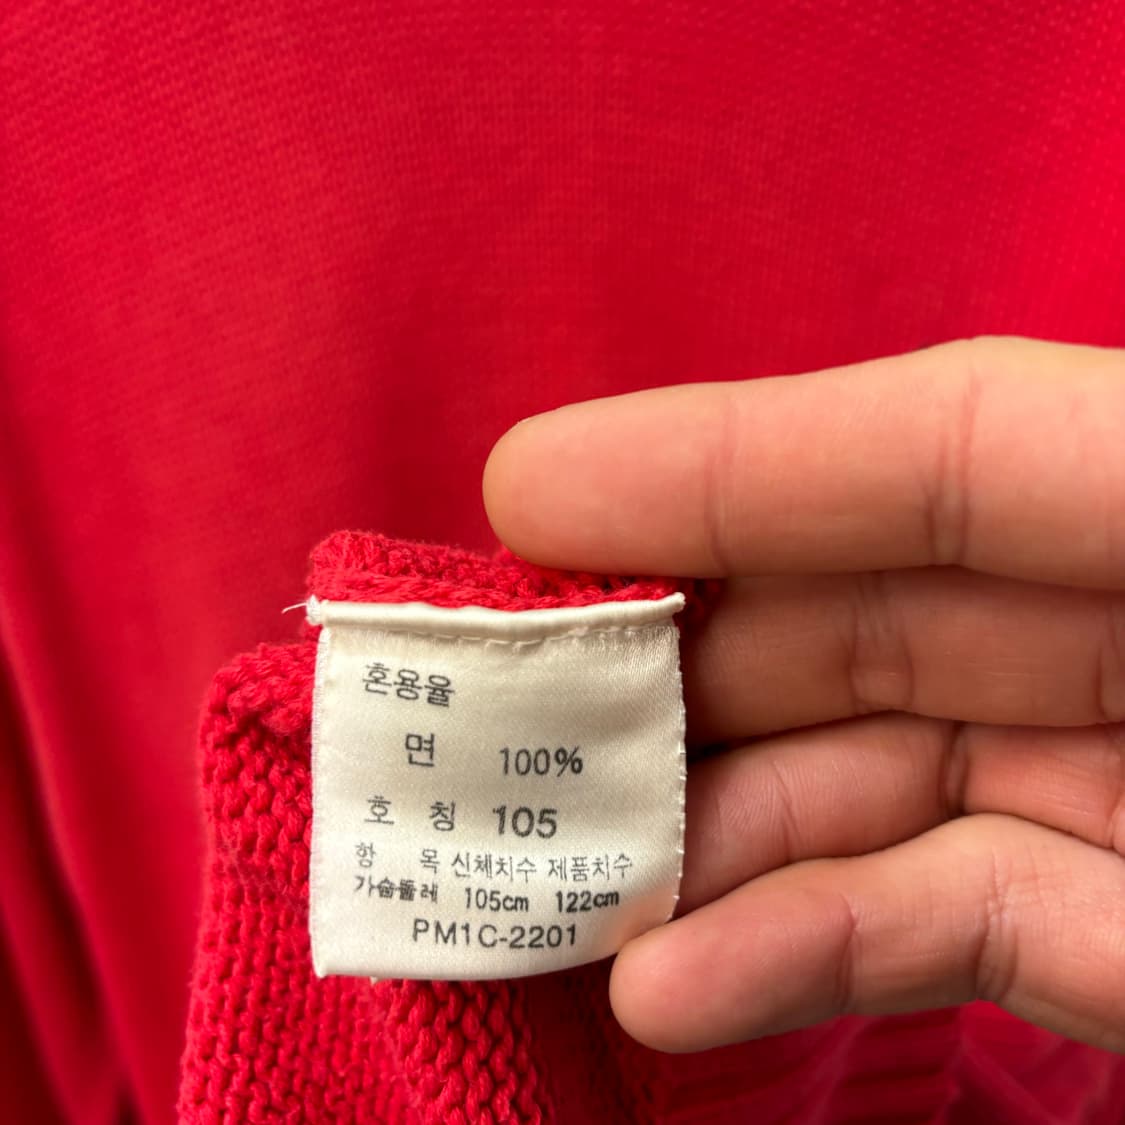 혼용율
면 100%
호 칭 105
항 목 신체치수 제품치수
가슴둘레 105cm 122cm
PM1C-2201